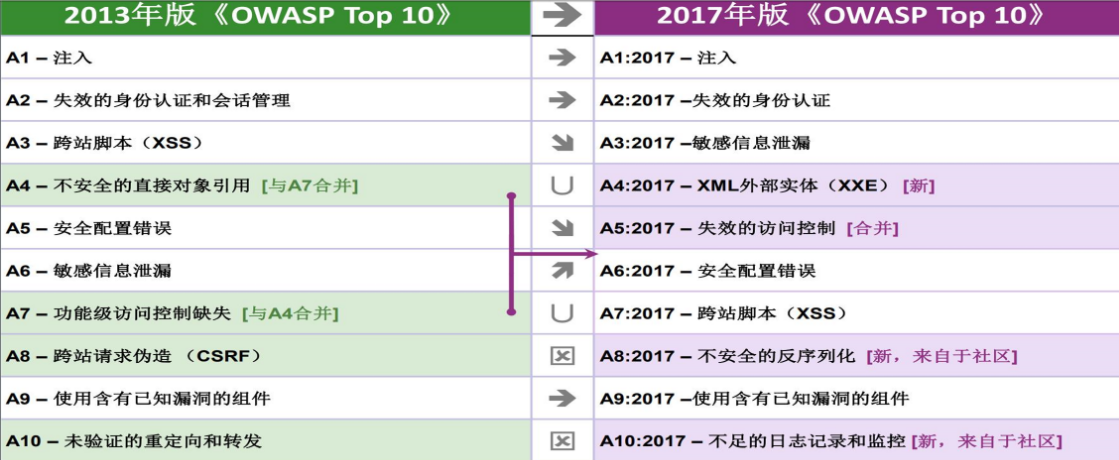 2013年版《OWASP Top 10》 → 2017年版《OWASP Top 10》
A1 – 注入 → A1:2017 – 注入
A2 – 失效的身份认证和会话管理 → A2:2017 –失效的身份认证
A3 – 跨站脚本（XSS） ↘ A3:2017 –敏感信息泄漏
A4 – 不安全的直接对象引用 [与A7合并] U A4:2017 – XML外部实体（XXE） [新]
A5 – 安全配置错误 ↘ A5:2017 – 失效的访问控制 [合并]
A6 – 敏感信息泄漏 ↗ A6:2017 – 安全配置错误
A7 – 功能级访问控制缺失 [与A4合并] U A7:2017 – 跨站脚本（XSS）
A8 – 跨站请求伪造 （CSRF） ☒ A8:2017 – 不安全的反序列化 [新，来自于社区]
A9 – 使用含有已知漏洞的组件 → A9:2017 –使用含有已知漏洞的组件
A10 – 未验证的重定向和转发 ☒ A10:2017 – 不足的日志记录和监控 [新，来自于社区]